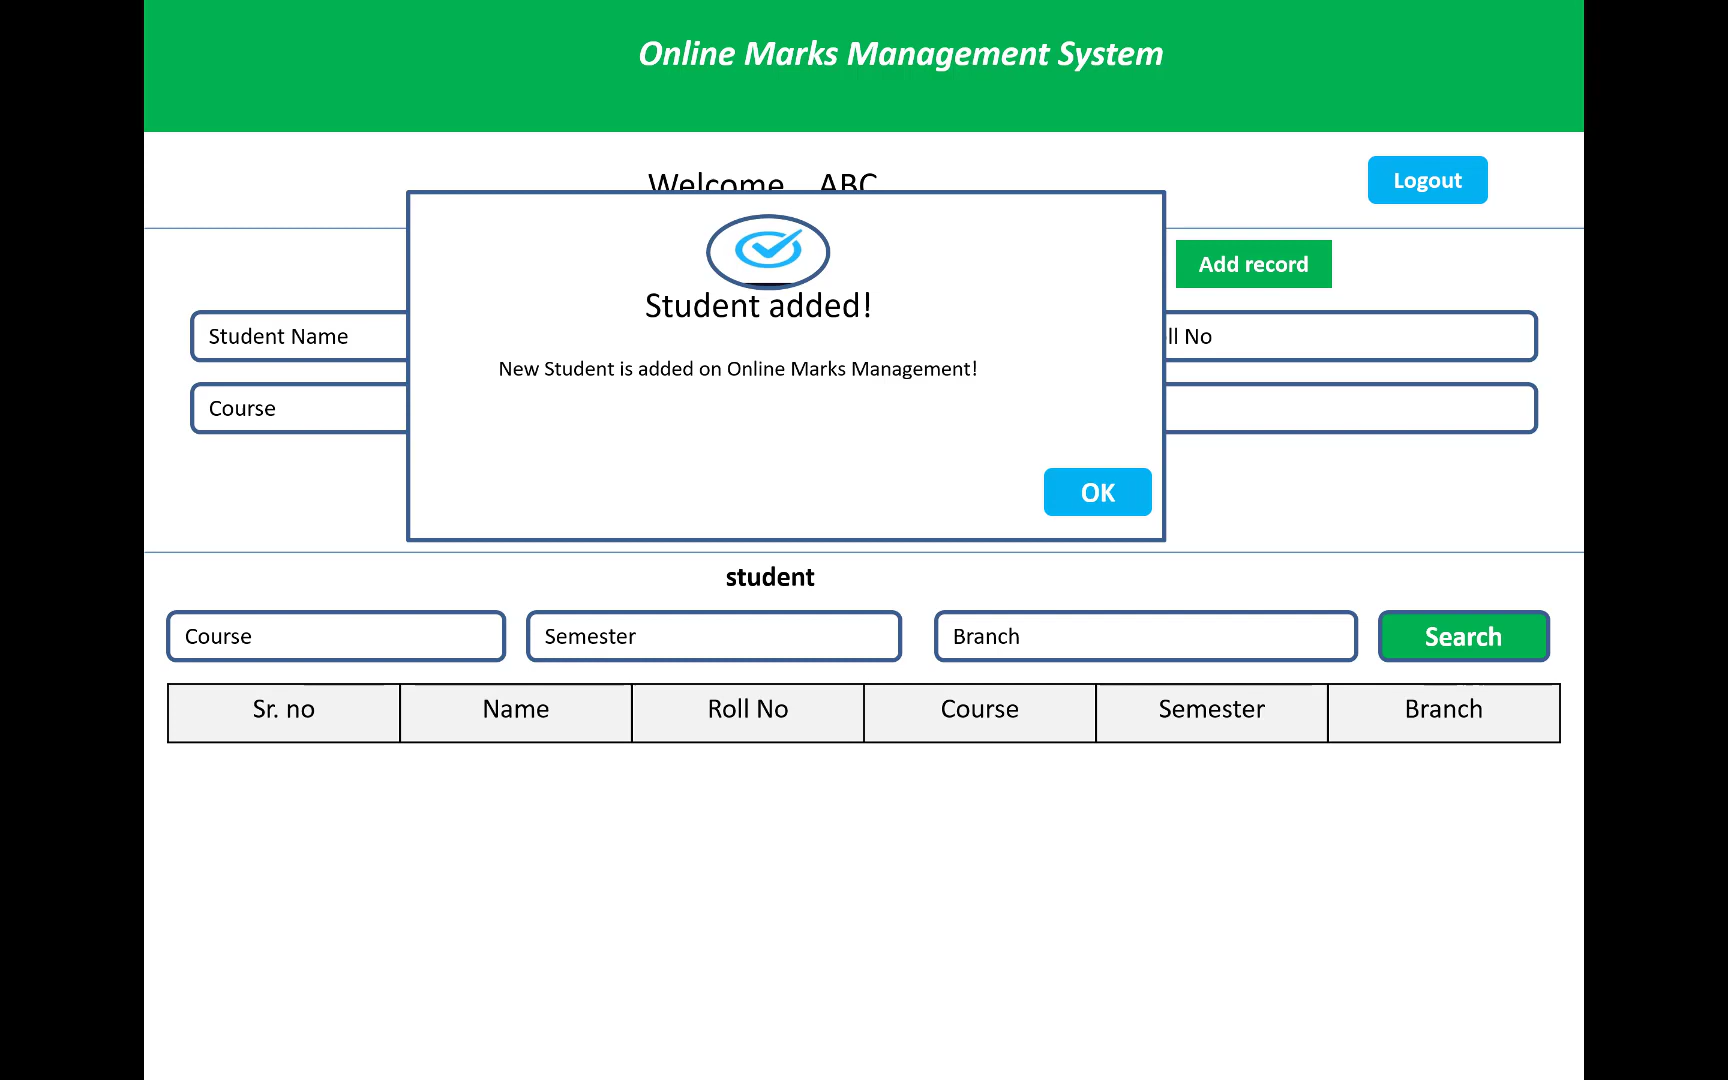 Online Marks Management System
Welcome ABC
Logout
Add record
Student added!
Student Name
ll No
New Student is added on Online Marks Management!
Course
OK
student
Course Semester Branch Search
Sr. no Name Roll No Course Semester Branch